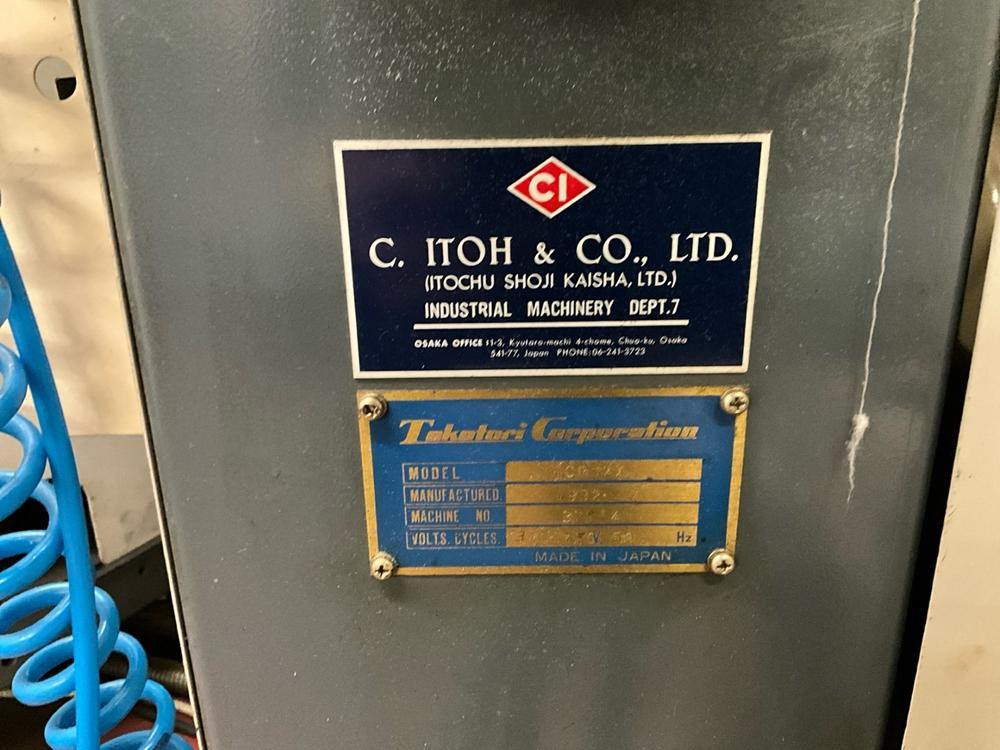 CI
C. ITOH & CO., LTD.
(ITOCHU SHOJI KAISHA, LTD.)
INDUSTRIAL MACHINERY DEPT.7
OSAKA OFFICE 11-3, Kyutaro-machi 4-chome, Chuo-ku, Osaka
541-77, Japan PHONE:06-241-3723
Takatori Corporation
MODEL
MANUFACTURED.
MACHINE NO.
VOLTS. CYCLES. Hz
MADE IN JAPAN